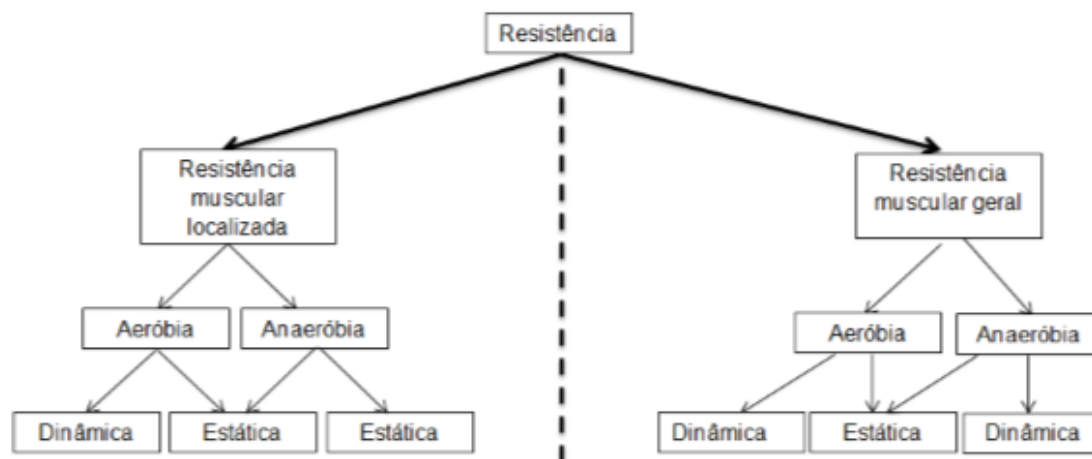 Resistência
Resistência
muscular
localizada
Resistência
muscular geral
Aeróbia
Anaeróbia
Aeróbia
Anaeróbia
Dinâmica
Estática
Estática
Dinâmica
Estática
Dinâmica